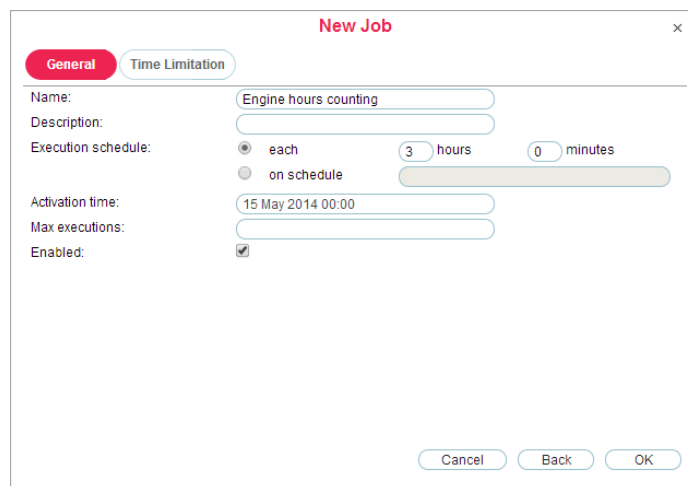 New Job
×
General Time Limitation
Name: Engine hours counting
Description:
Execution schedule: each 3 hours 0 minutes
on schedule
Activation time: 15 May 2014 00:00
Max executions:
Enabled:
Cancel Back OK